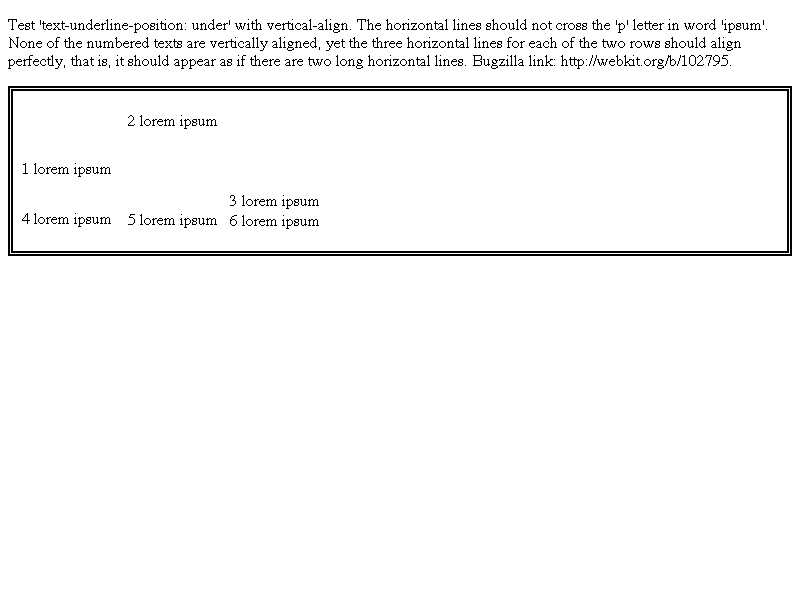 Test 'text-underline-position: under' with vertical-align. The horizontal lines should not cross the 'p' letter in word 'ipsum'.
None of the numbered texts are vertically aligned, yet the three horizontal lines for each of the two rows should align
perfectly, that is, it should appear as if there are two long horizontal lines. Bugzilla link: http://webkit.org/b/102795.
2 lorem ipsum
1 lorem ipsum
3 lorem ipsum
4 lorem ipsum 5 lorem ipsum 6 lorem ipsum